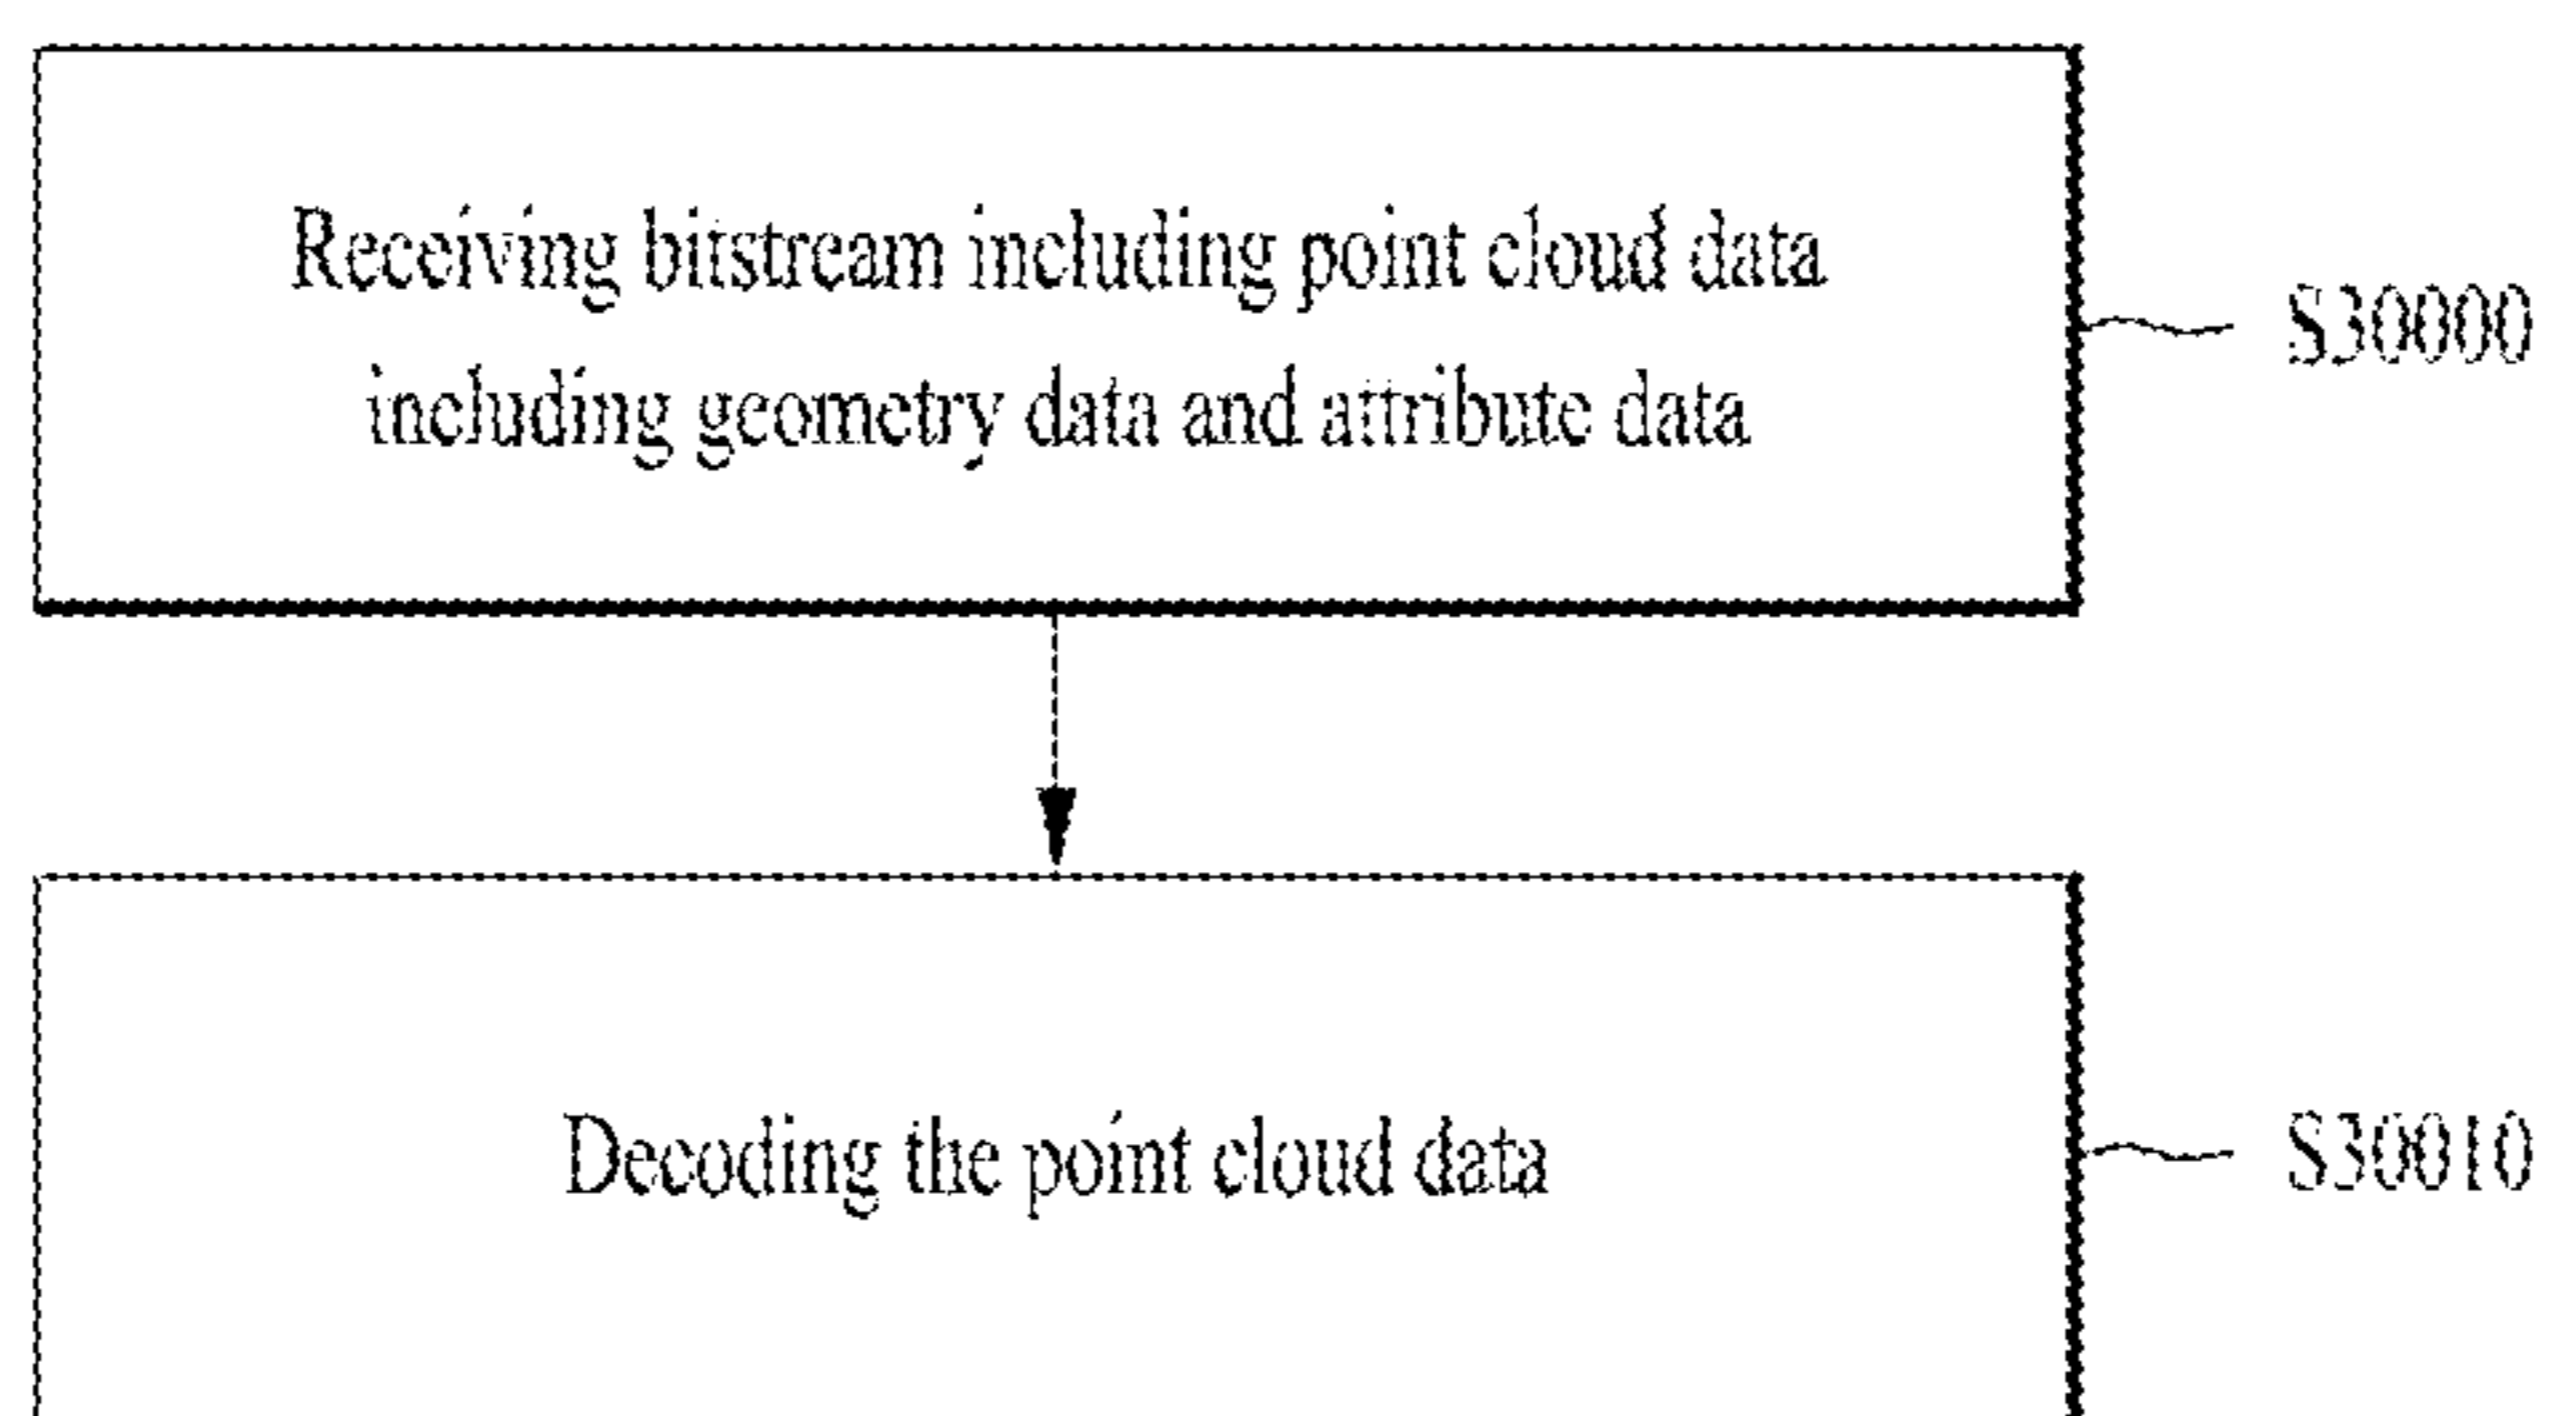 Receiving bitstream including point cloud data
including geometry data and attribute data
S30000
Decoding the point cloud data
S30010